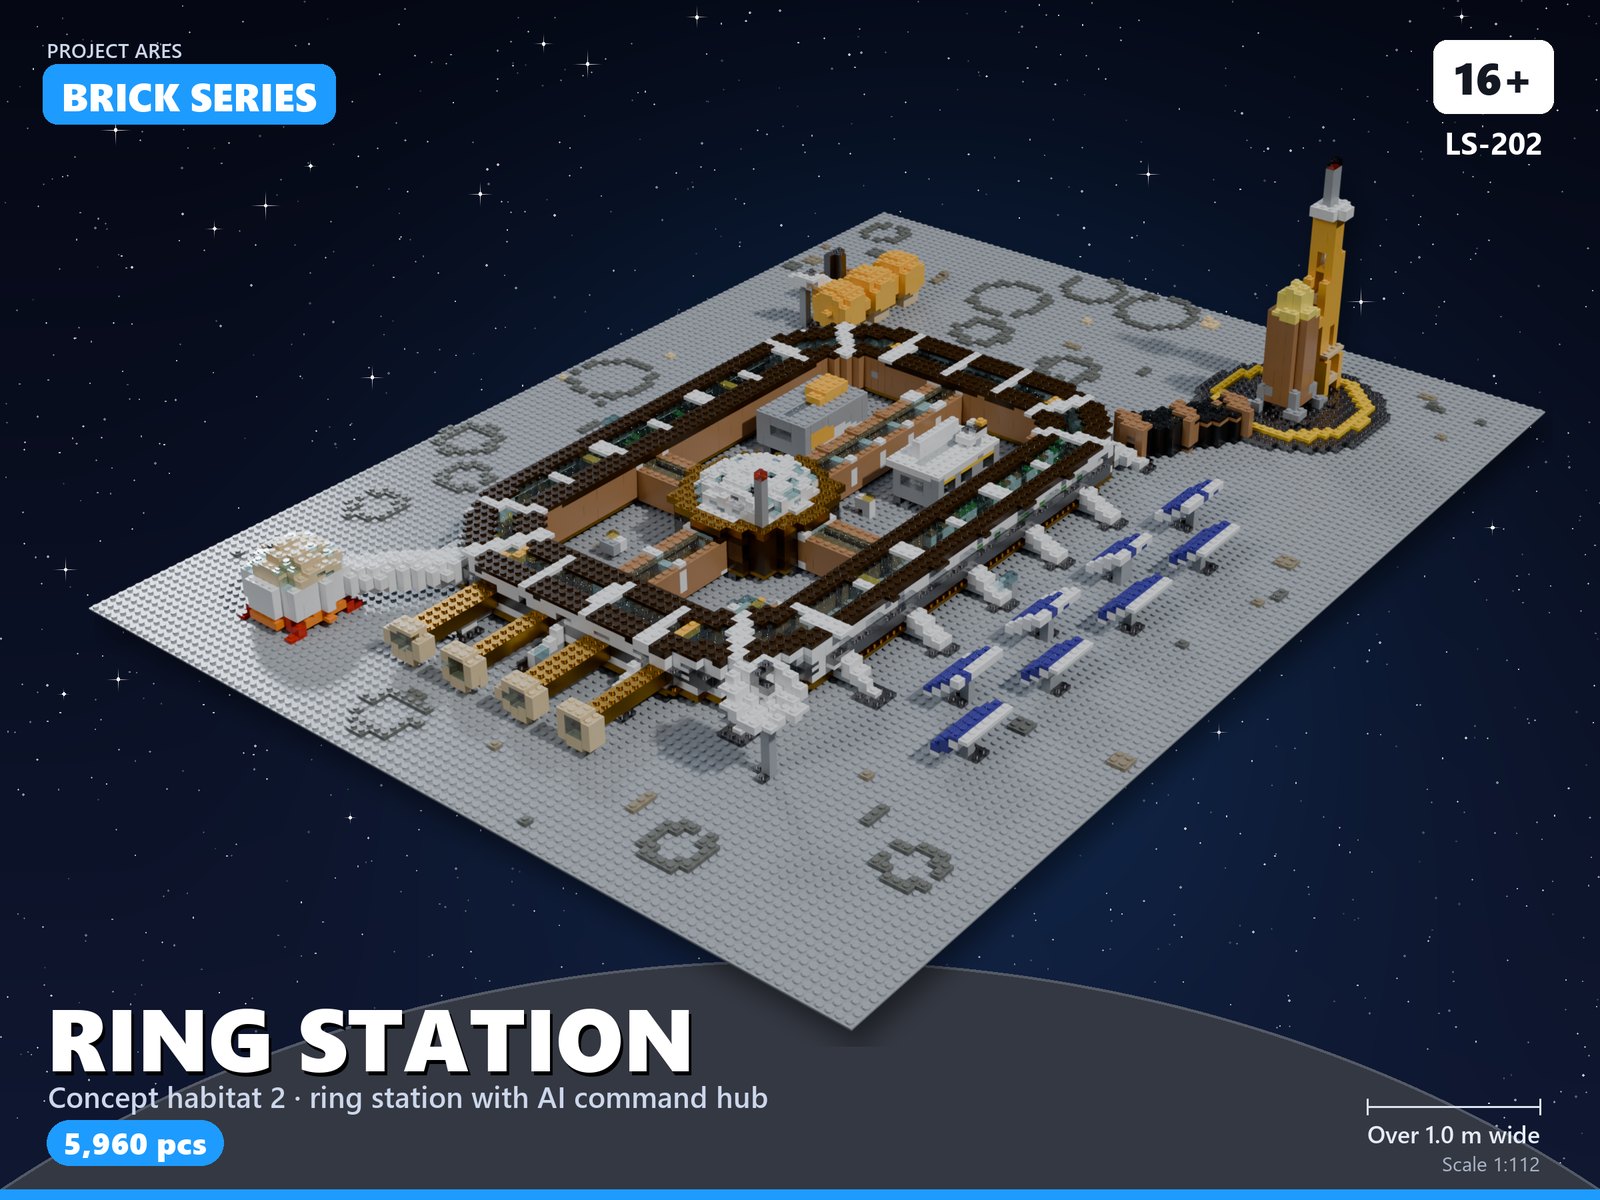 PROJECT ARES
BRICK SERIES
16+
LS-202
RING STATION
Concept habitat 2 · ring station with AI command hub
5,960 pcs
Over 1.0 m wide
Scale 1:112